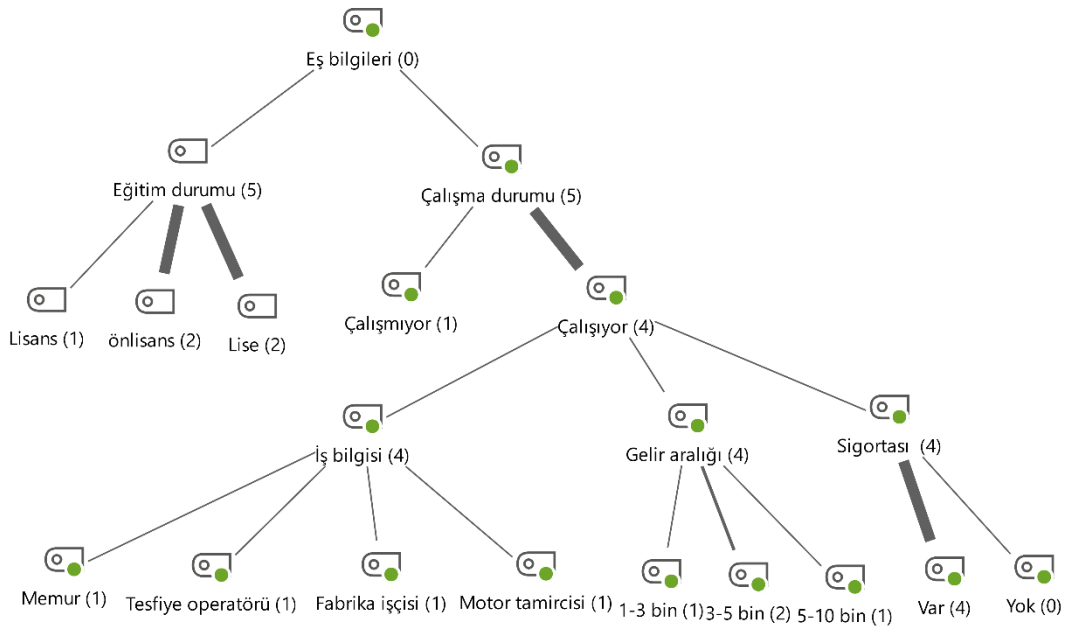 Eş bilgileri (0)
Eğitim durumu (5)
Çalışma durumu (5)
Lisans (1)
önlisans (2)
Lise (2)
Çalışmıyor (1)
Çalışıyor (4)
İş bilgisi (4)
Gelir aralığı (4)
Sigortası (4)
Memur (1)
Tesfiye operatörü (1)
Fabrika işçisi (1)
Motor tamircisi (1)
1-3 bin (1)
3-5 bin (2)
5-10 bin (1)
Var (4)
Yok (0)